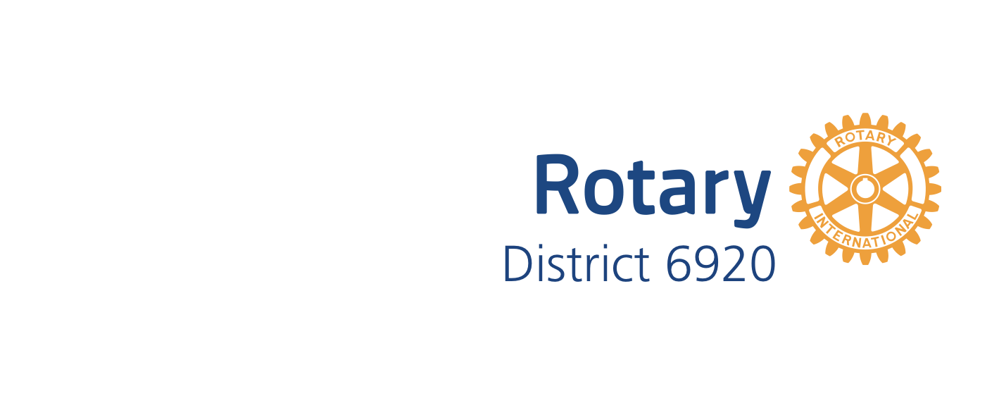 Rotary
District 6920
ROTARY
INTERNATIONAL